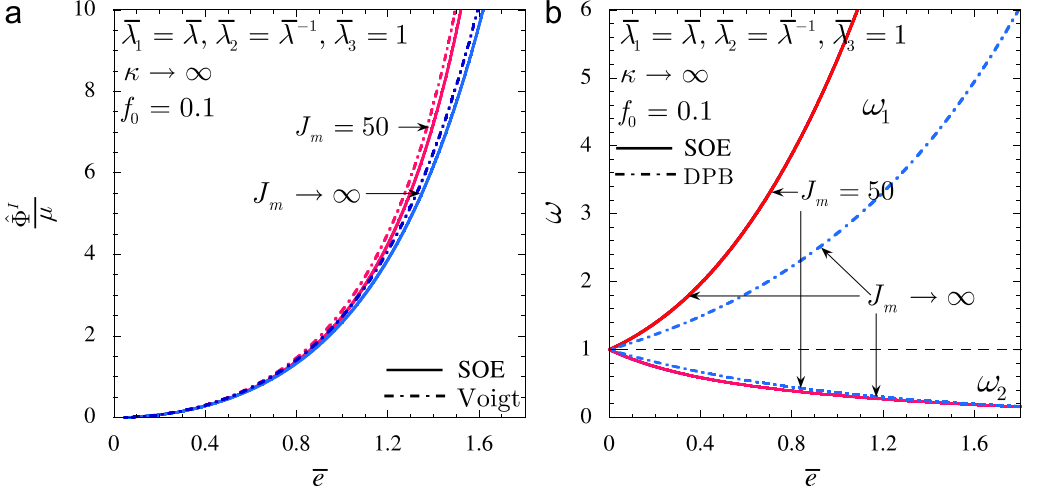 a
λ̄₁ = λ̄, λ̄₂ = λ̄⁻¹, λ̄₃ = 1
κ → ∞
f₀ = 0.1
J_m = 50
J_m → ∞
SOE
Voigt
Φ̂ᴵ/μ
10
8
6
4
2
0
0
0.4
0.8
1.2
1.6
e̅
b
λ̄₁ = λ̄, λ̄₂ = λ̄⁻¹, λ̄₃ = 1
κ → ∞
f₀ = 0.1
SOE
DPB
ω₁
J_m = 50
J_m → ∞
ω₂
ω
6
5
4
3
2
1
0
0
0.4
0.8
1.2
1.6
e̅